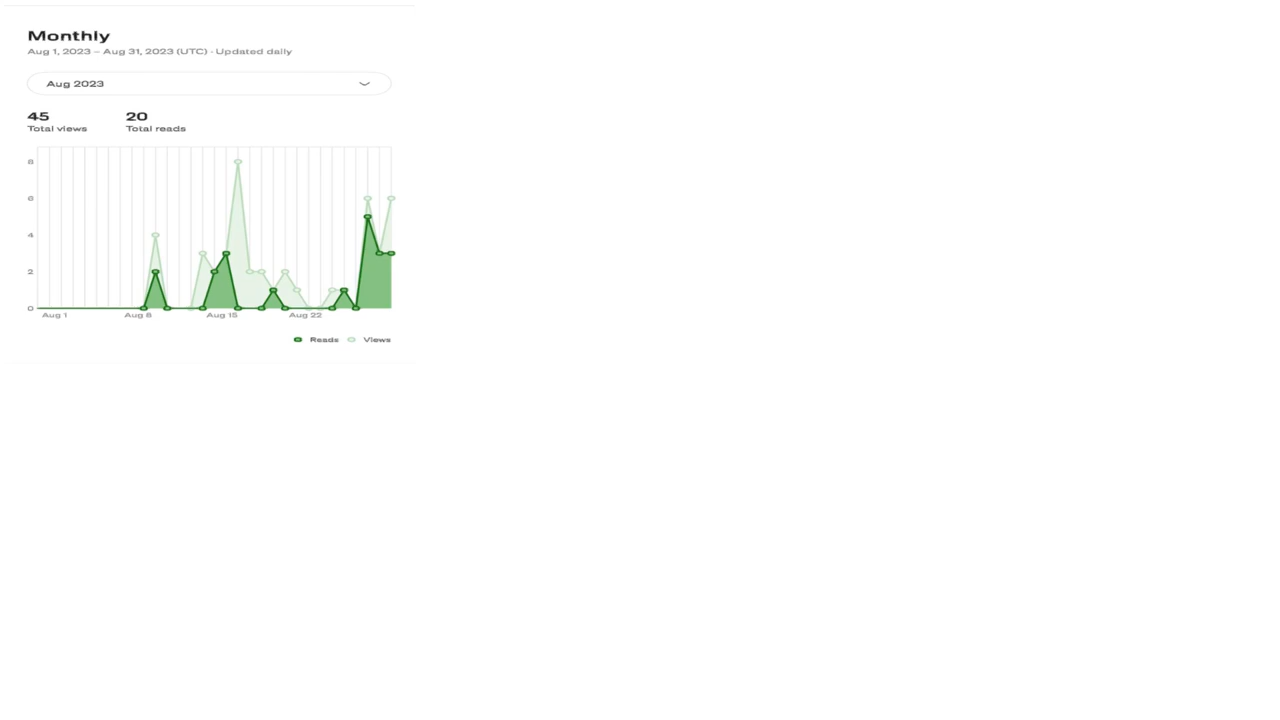 Monthly
Aug 1, 2023 – Aug 31, 2023 (UTC) · Updated daily
Aug 2023
45 20
Total views Total reads
8
6
4
2
0
Aug 1 Aug 8 Aug 15 Aug 22
Reads Views